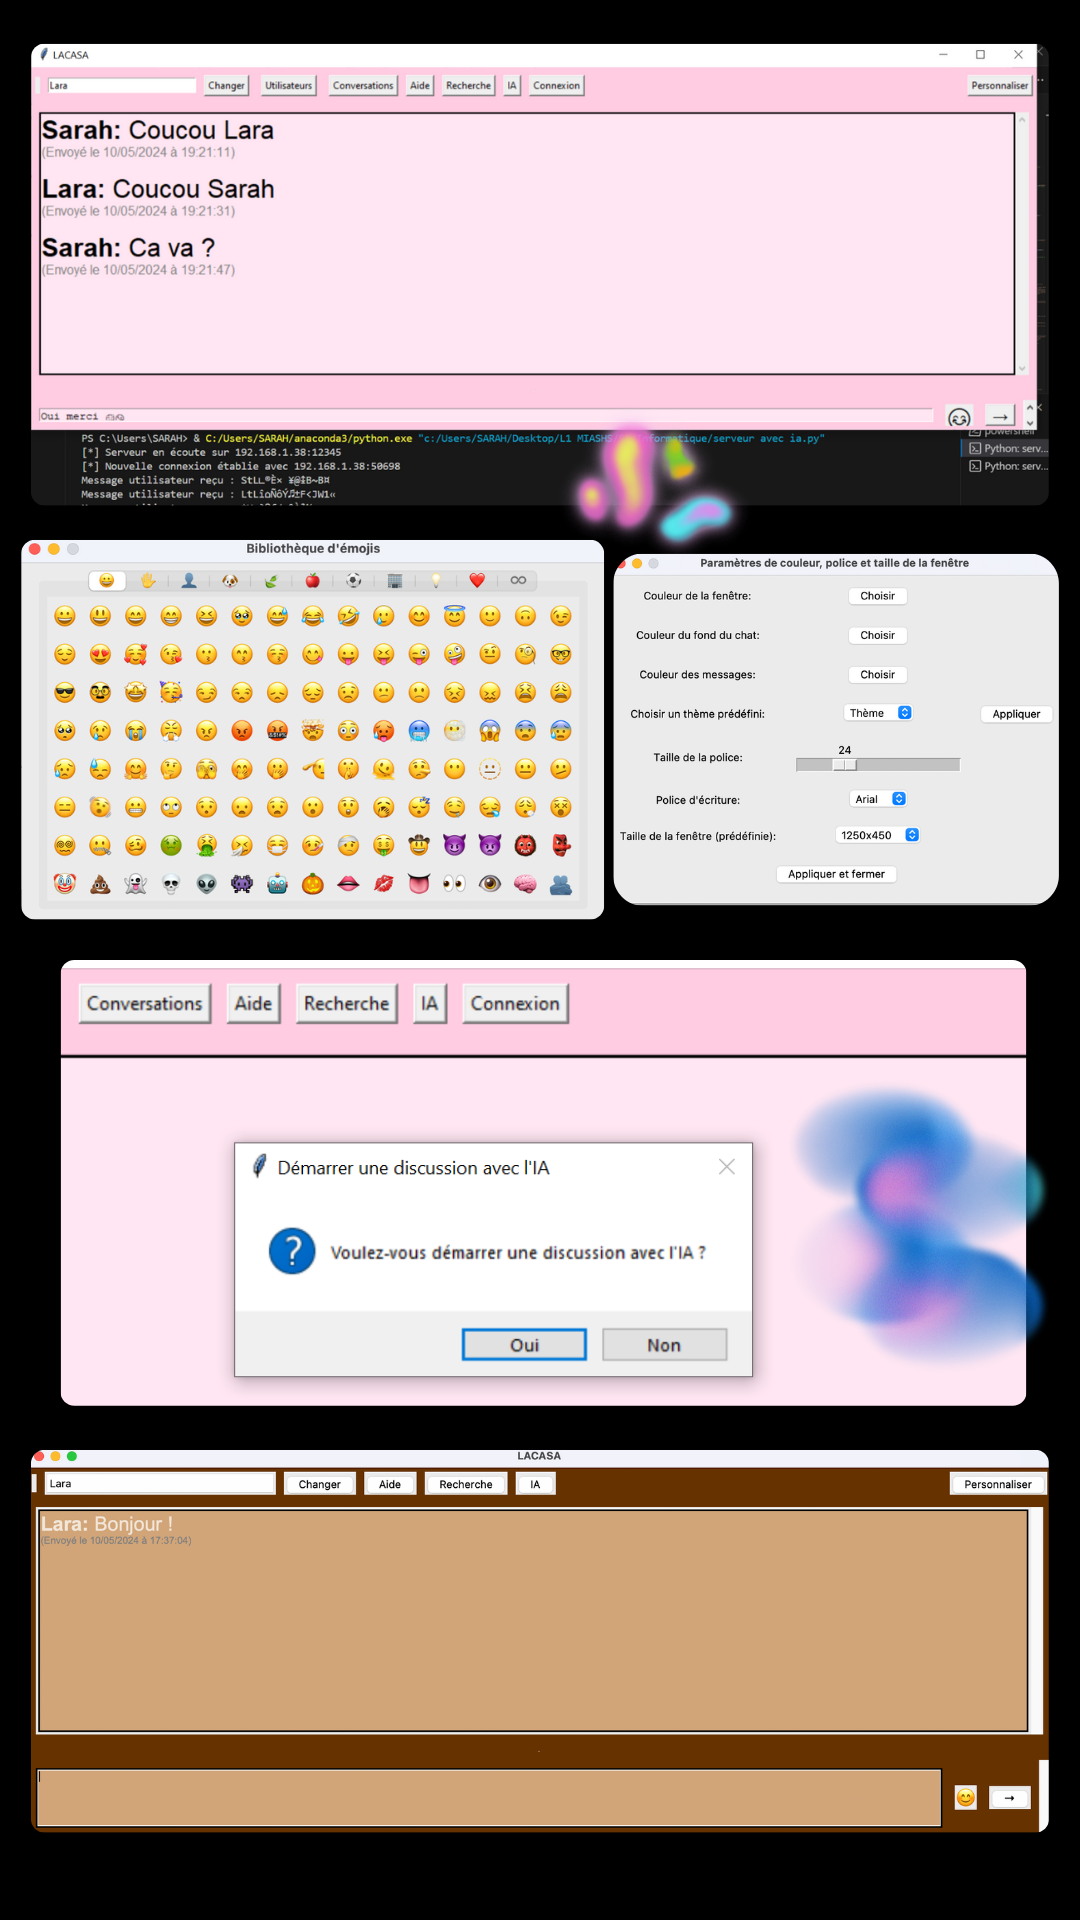 LACASA
Lara
Changer
Utilisateurs
Conversations
Aide
Recherche
IA
Connexion
Personnaliser
Sarah: Coucou Lara
(Envoyé le 10/05/2024 à 19:21:11)
Lara: Coucou Sarah
(Envoyé le 10/05/2024 à 19:21:31)
Sarah: Ca va ?
(Envoyé le 10/05/2024 à 19:21:47)
Oui merci
→
PS C:\Users\SARAH> & C:/Users/SARAH/anaconda3/python.exe "c:/Users/SARAH/Desktop/L1 MIASHS/ informatique/serveur avec ia.py"
[*] Serveur en écoute sur 192.168.1.38:12345
[*] Nouvelle connexion établie avec 192.168.1.38:50698
Message utilisateur reçu :
Message utilisateur reçu :
powershell
Python: serv...
Python: serv...
Bibliothèque d'émojis
Paramètres de couleur, police et taille de la fenêtre
Couleur de la fenêtre: Choisir
Couleur du fond du chat: Choisir
Couleur des messages: Choisir
Choisir un thème prédéfini: Thème Appliquer
24
Taille de la police:
Police d'écriture: Arial
Taille de la fenêtre (prédéfinie): 1250x450
Appliquer et fermer
Conversations
Aide
Recherche
IA
Connexion
Démarrer une discussion avec l'IA
Voulez-vous démarrer une discussion avec l'IA ?
Oui
Non
LACASA
Lara
Changer
Aide
Recherche
IA
Personnaliser
Lara: Bonjour !
(Envoyé le 10/05/2024 à 17:37:04)
→